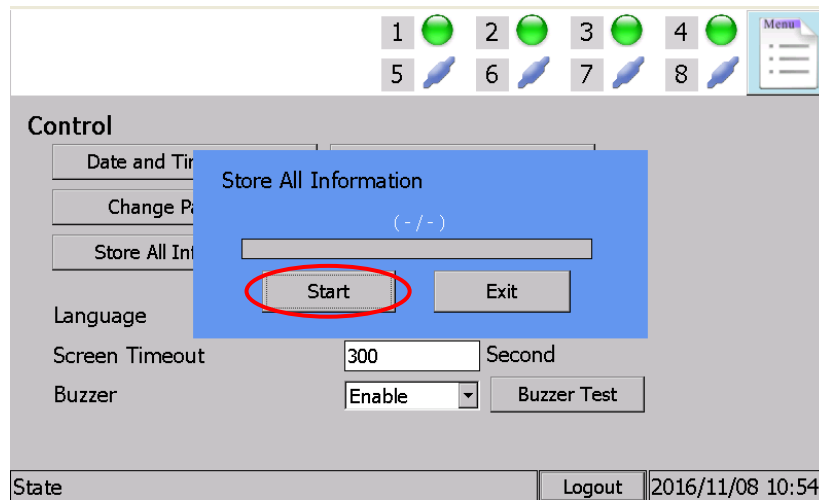 1 2 3 4 Menu
5 6 7 8
Control
Date and Tir
Change Pa
Store All Inf
Store All Information
(-/-)
Start Exit
Language
Screen Timeout 300 Second
Buzzer Enable Buzzer Test
State Logout 2016/11/08 10:54